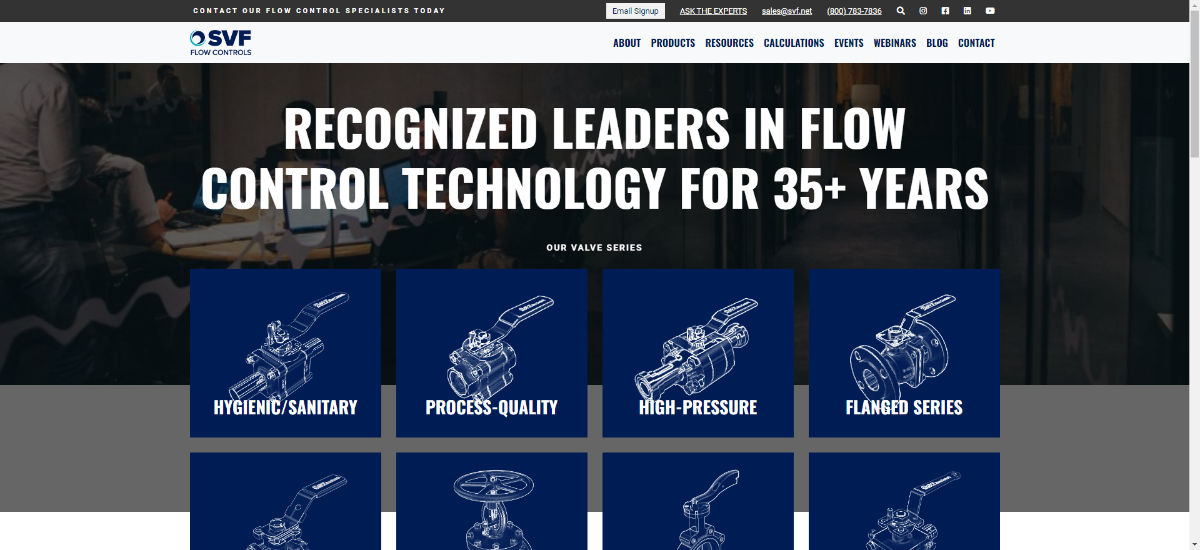 CONTACT OUR FLOW CONTROL SPECIALISTS TODAY
Email Signup ASK THE EXPERTS sales@svf.net (800) 783-7836
SVF
FLOW CONTROLS
ABOUT PRODUCTS RESOURCES CALCULATIONS EVENTS WEBINARS BLOG CONTACT
RECOGNIZED LEADERS IN FLOW
CONTROL TECHNOLOGY FOR 35+ YEARS
OUR VALVE SERIES
HYGIENIC/SANITARY PROCESS-QUALITY HIGH-PRESSURE FLANGED SERIES